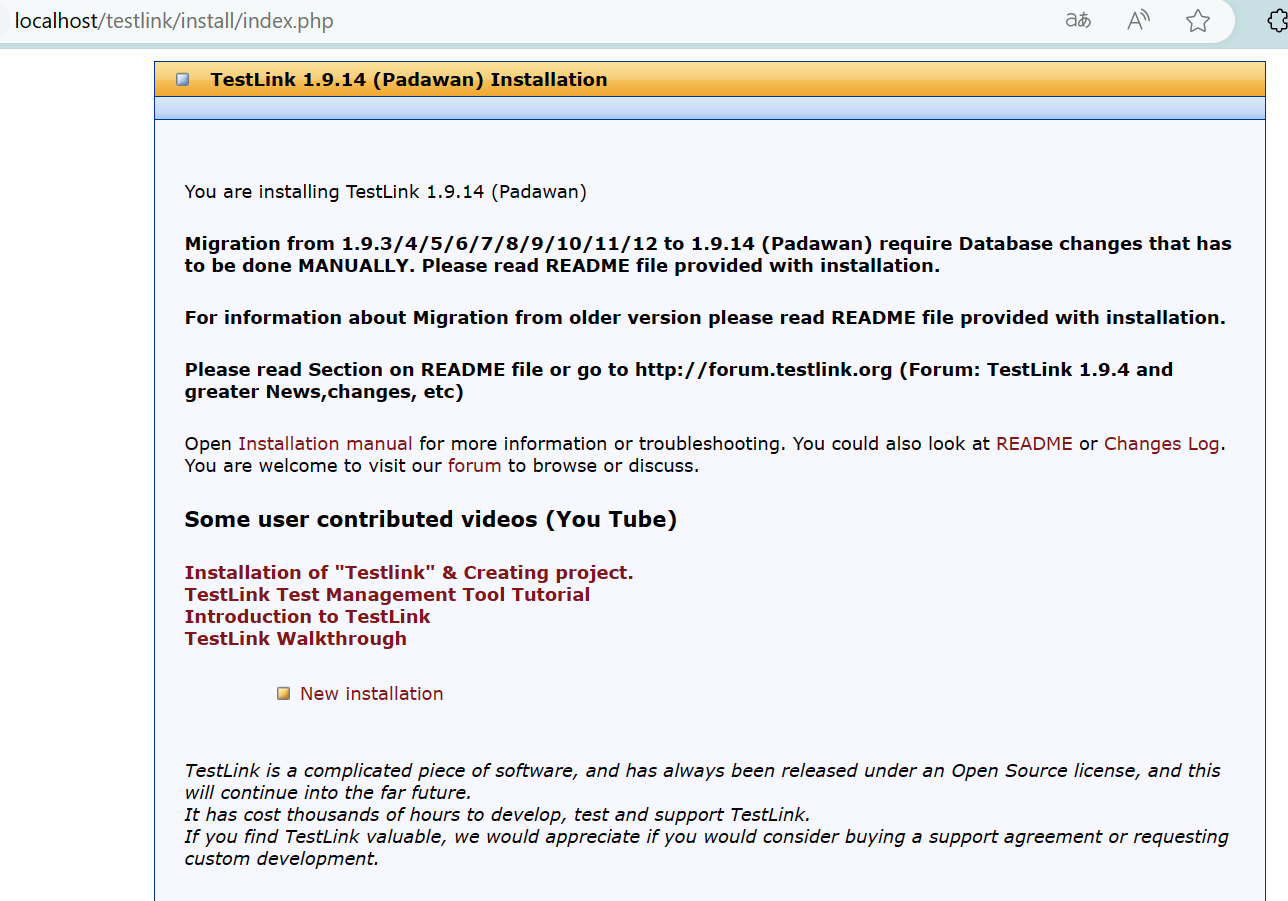 localhost/testlink/install/index.php
aあ A
TestLink 1.9.14 (Padawan) Installation
You are installing TestLink 1.9.14 (Padawan)
Migration from 1.9.3/4/5/6/7/8/9/10/11/12 to 1.9.14 (Padawan) require Database changes that has
to be done MANUALLY. Please read README file provided with installation.
For information about Migration from older version please read README file provided with installation.
Please read Section on README file or go to http://forum.testlink.org (Forum: TestLink 1.9.4 and
greater News,changes, etc)
Open Installation manual for more information or troubleshooting. You could also look at README or Changes Log.
You are welcome to visit our forum to browse or discuss.
Some user contributed videos (You Tube)
Installation of "Testlink" & Creating project.
TestLink Test Management Tool Tutorial
Introduction to TestLink
TestLink Walkthrough
New installation
TestLink is a complicated piece of software, and has always been released under an Open Source license, and this
will continue into the far future.
It has cost thousands of hours to develop, test and support TestLink.
If you find TestLink valuable, we would appreciate if you would consider buying a support agreement or requesting
custom development.